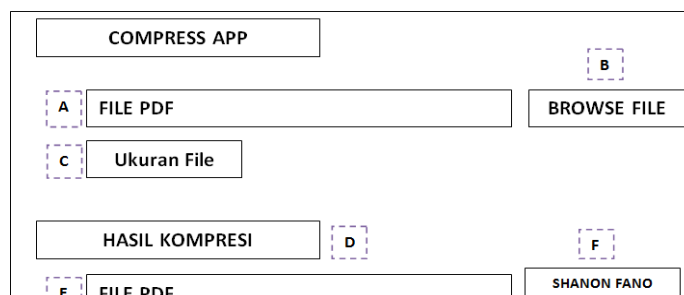 COMPRESS APP
B
A FILE PDF BROWSE FILE
C Ukuran File
HASIL KOMPRESI D F
SHANON FANO
E FILE PDF